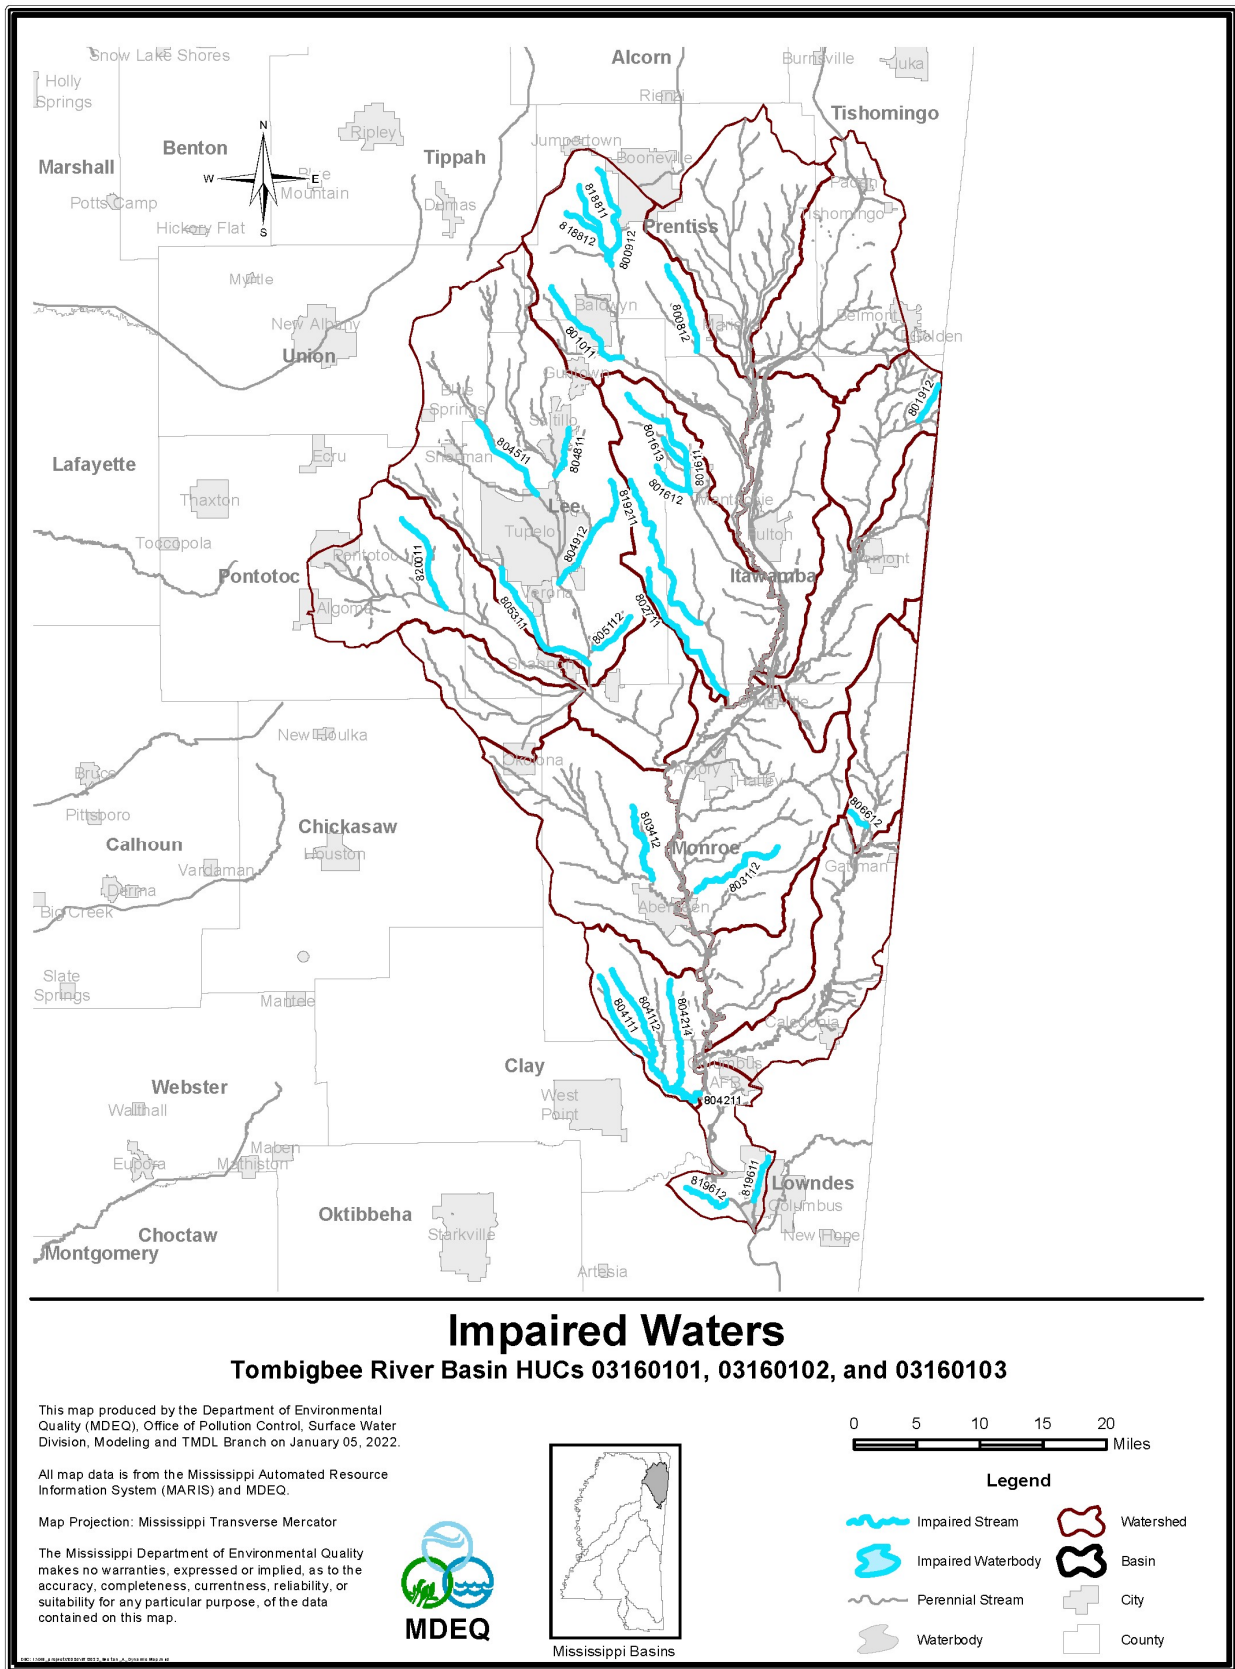 Snow Lake Shores
Alcorn
Burnsville
Iuka
Holly
Springs
Rienzi
Tishomingo
Ripley
Jumpertown
Benton
Tippah
Booneville
Marshall
N
W
E
S
Blue
Mountain
Paden
Potts Camp
Dumas
818811
Tishomingo
Hickory Flat
818812
800912
Prentiss
Myrtle
Baldwyn
New Albany
800812
Marietta
Belmont
Golden
Union
801011
Guntown
Blue
Springs
801912
Saltillo
804511
804811
801613
801911
Lafayette
Ecru
Sherman
801612
Mantachie
Thaxton
Lee
819211
Tupelo
Fulton
Toccopola
Pontotoc
804912
Tremont
Pontotoc
820011
Itawamba
Verona
Algoma
805311
802711
805112
Shannon
Smithville
New Houlka
Okolona
Bruce
Amory
Hatley
Pittsboro
806612
Chickasaw
803412
Calhoun
Houston
Monroe
Vardaman
Gattman
803112
Derma
Big Creek
Aberdeen
Slate
Springs
Mantee
804111
804112
804214
Caledonia
Clay
Columbus
AFB
Webster
West
Point
804211
Walthall
Maben
Eupora
Mathiston
819612
819611
Lowndes
Columbus
Oktibbeha
Choctaw
Starkville
New Hope
Montgomery
Artesia
Impaired Waters
Tombigbee River Basin HUCs 03160101, 03160102, and 03160103
This map produced by the Department of Environmental
Quality (MDEQ), Office of Pollution Control, Surface Water
Division, Modeling and TMDL Branch on January 05, 2022.
All map data is from the Mississippi Automated Resource
Information System (MARIS) and MDEQ.
Map Projection: Mississippi Transverse Mercator
The Mississippi Department of Environmental Quality
makes no warranties, expressed or implied, as to the
accuracy, completeness, currentness, reliability, or
suitability for any particular purpose, of the data
contained on this map.
MDEQ
Mississippi Basins
0 5 10 15 20
Miles
Legend
Impaired Stream
Watershed
Impaired Waterbody
Basin
Perennial Stream
City
Waterbody
County